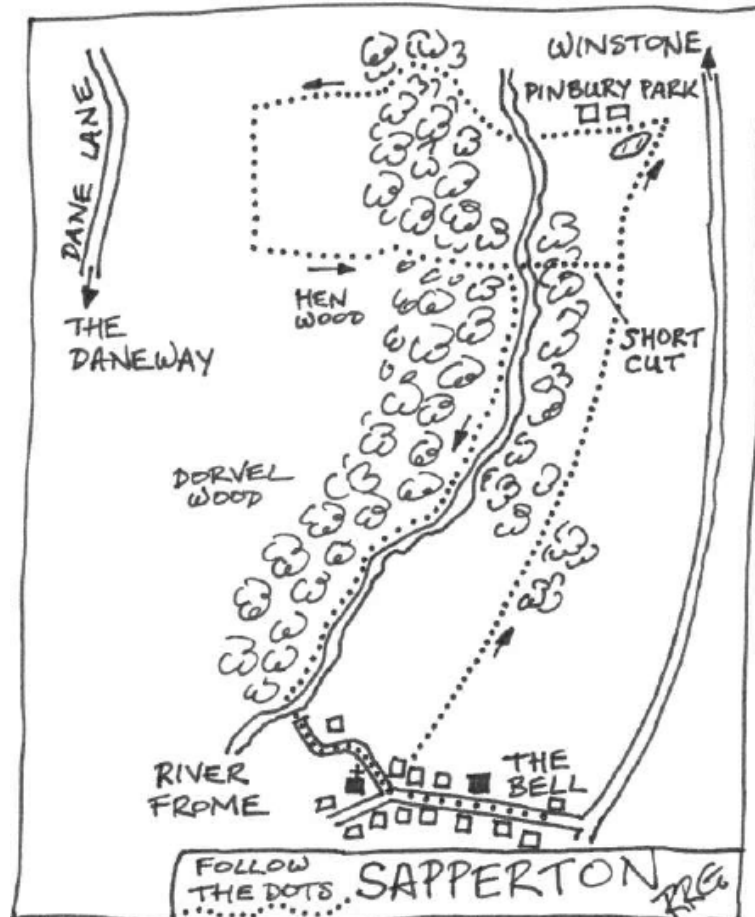 WINSTONE
PINBURY PARK
DANE LANE
THE
DANEWAY
HEN
WOOD
SHORT
CUT
DORVEL
WOOD
RIVER
FROME
THE
BELL
FOLLOW
THE DOTS
SAPPERTON
RRG